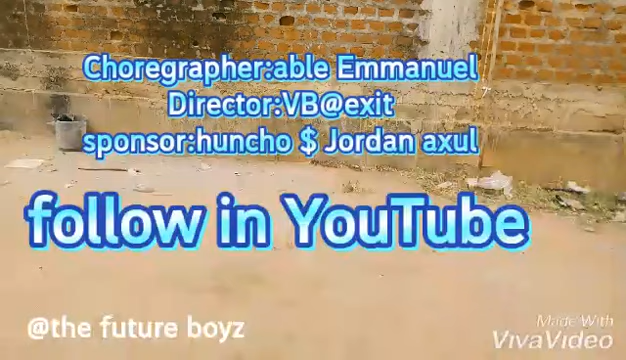 Choregrapher:able Emmanuel
Director:VB@exit
sponsor:huncho $ Jordan axul
follow in YouTube
@the future boyz
Made With
VivaVideo